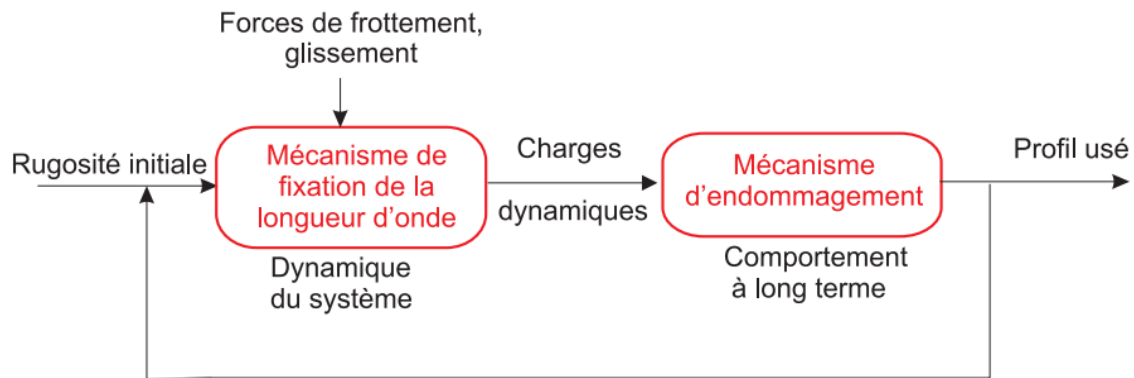 Forces de frottement,
glissement
Rugosité initiale
Mécanisme de
fixation de la
longueur d'onde
Dynamique
du système
Charges
dynamiques
Mécanisme
d'endommagement
Comportement
à long terme
Profil usé